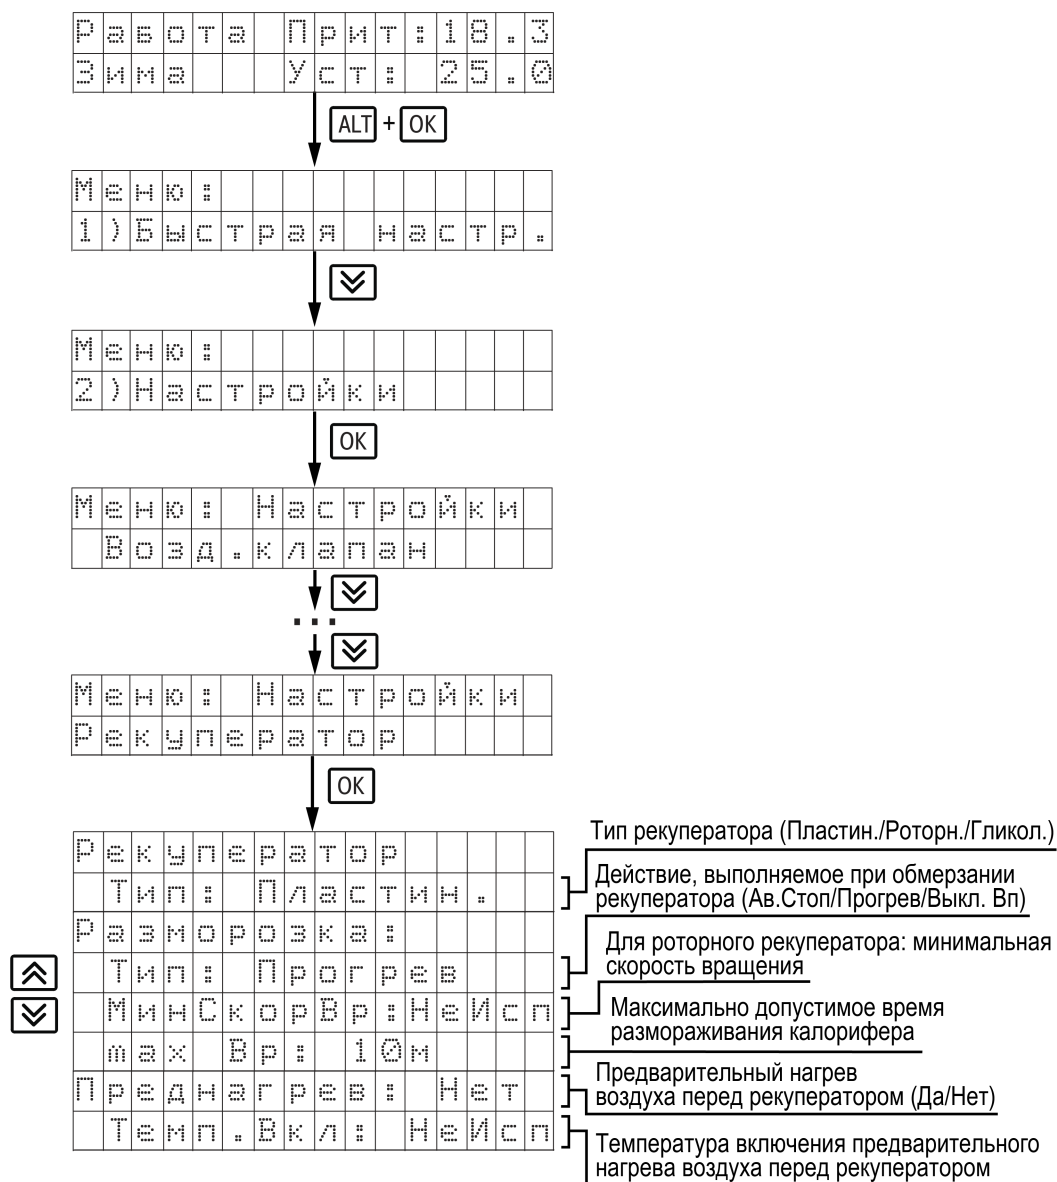 Работа Прит:18.3
Зима Уст: 25.0
ALT + OK
Меню:
1)Быстрая настр.
Меню:
2)Настройки
OK
Меню: Настройки
Возд.клапан
...
Меню: Настройки
Рекуператор
OK
Рекуператор
Тип: Пластин.
Разморозка:
Тип: Прогрев
МинСкорВр:НеИсп
max Вр: 10м
Преднагрев: Нет
Темп.Вкл: НеИсп
Тип рекуператора (Пластин./Роторн./Гликол.)
Действие, выполняемое при обмерзании
рекуператора (Ав.Стоп/Прогрев/Выкл. Вп)
Для роторного рекуператора: минимальная
скорость вращения
Максимально допустимое время
размораживания калорифера
Предварительный нагрев
воздуха перед рекуператором (Да/Нет)
Температура включения предварительного
нагрева воздуха перед рекуператором